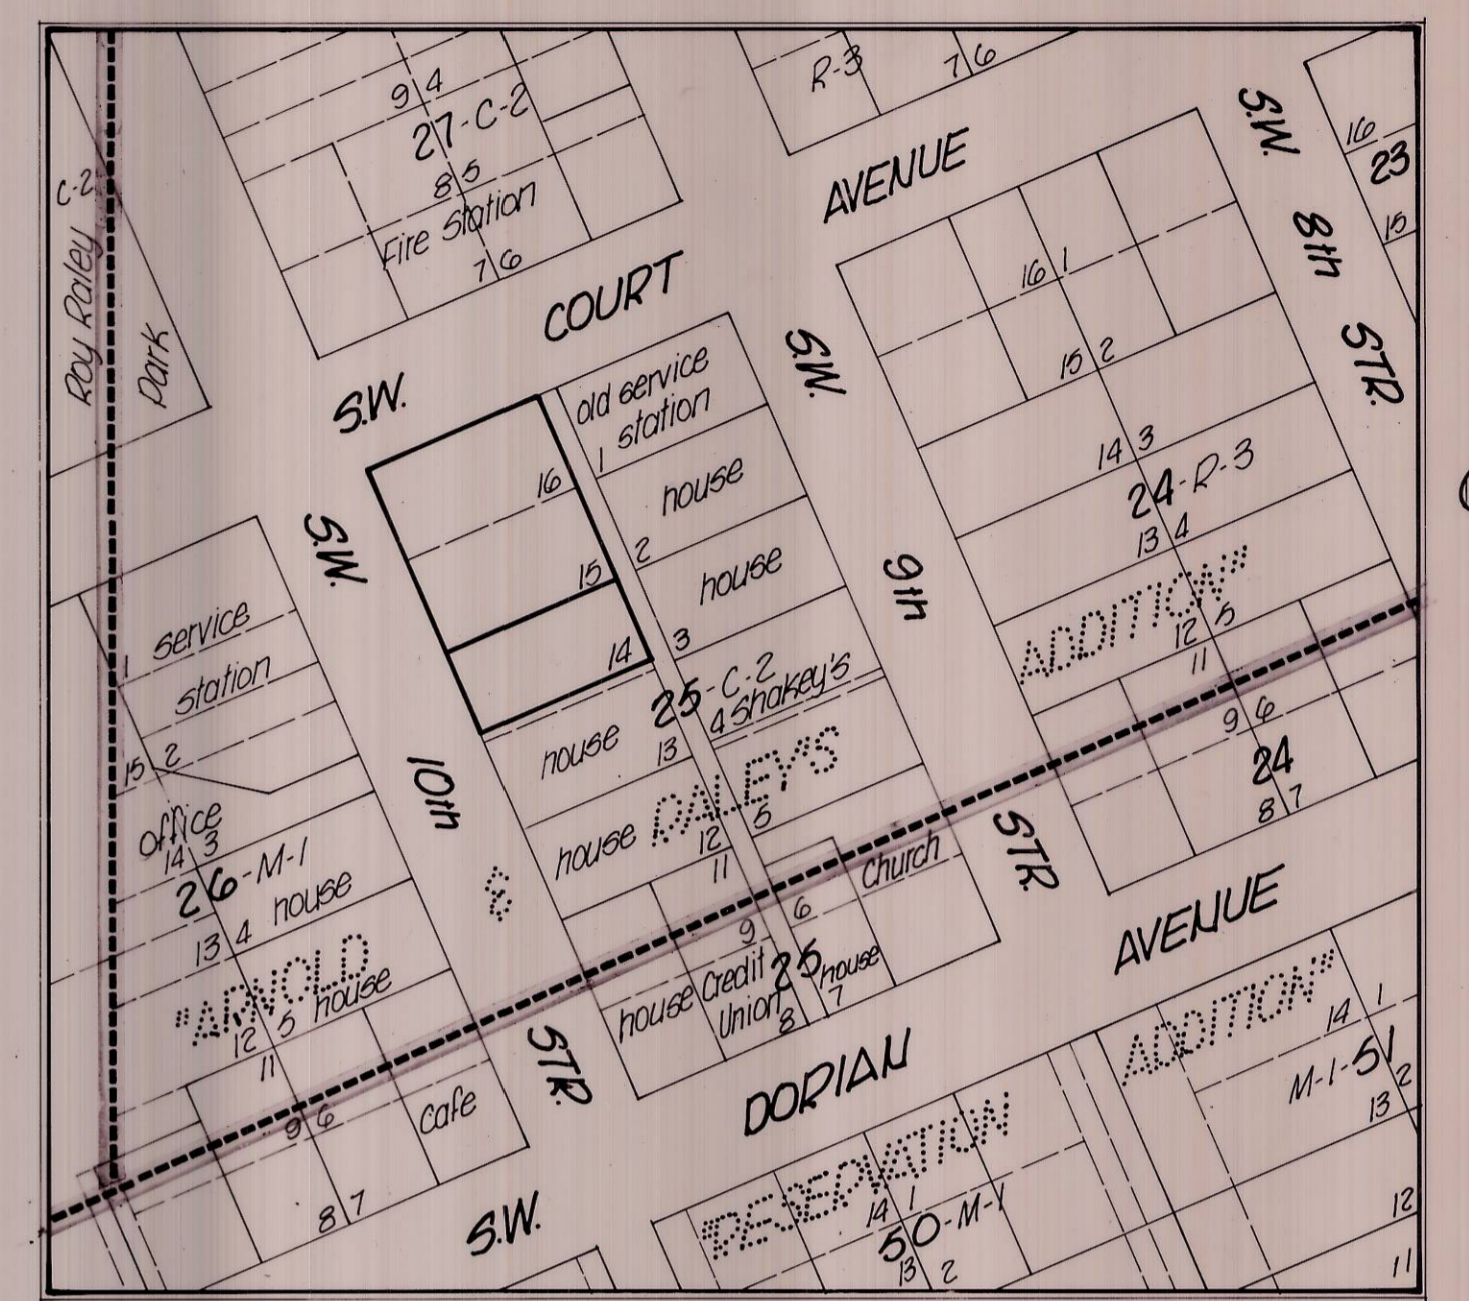 R-3
7 6
9 4
27-C-2
8 5
Fire Station
7 6
C-2
Roy Raley
Park
S.W.
COURT
AVENUE
S.W.
8th
STR.
16
23
15
16 1
15 2
14 3
24-R-3
13 4
ADDITION"
12 5
11
9 6
24
8 7
S.W.
9th
STR.
old service
station
1
house
2
house
3
16
15
14
25-C-2
4 Shakey's
house
13
RALEY'S
house
12
5
11
Church
9
6
Credit
Union
25
house
house
8
7
S.W.
10th
STR.
&
1
service
station
15 2
office
14 3
26-M-1
house
13 4
"ARNOLD
house
12 5
11
9 6
Cafe
8 7
S.W.
DORIAN
AVENUE
"RESERVATION
ADDITION"
14 1
50-M-1
13 2
14 1
M-1-51
2
13
12
11